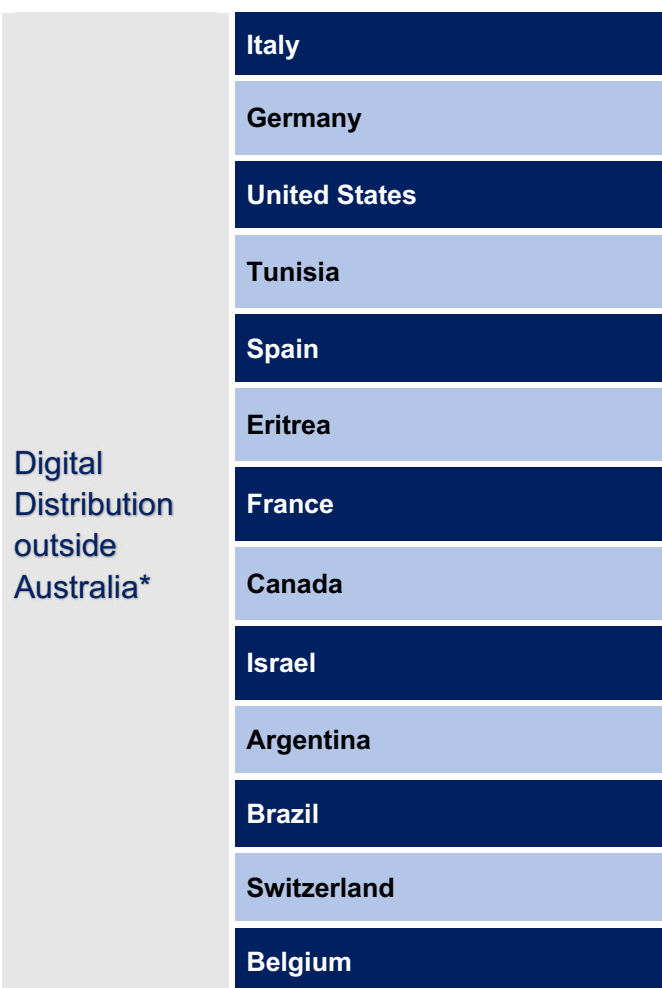 Digital
Distribution
outside
Australia*
Italy
Germany
United States
Tunisia
Spain
Eritrea
France
Canada
Israel
Argentina
Brazil
Switzerland
Belgium